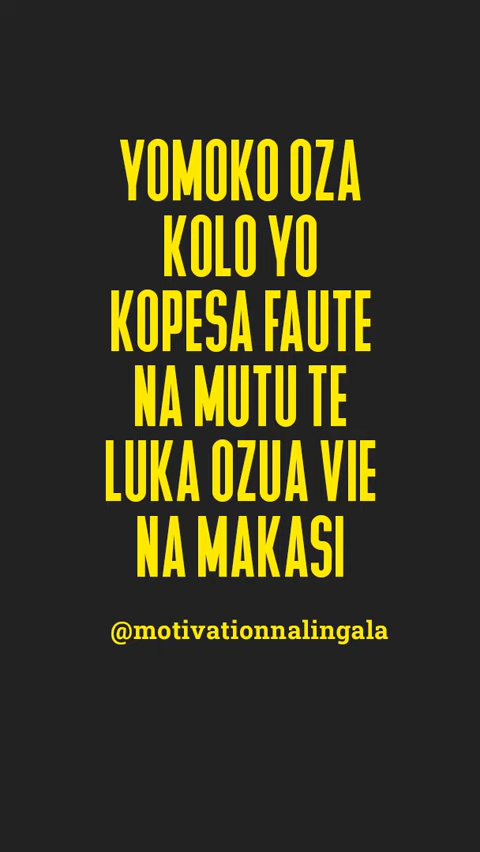 YOMOKO OZA
KOLO YO
KOPESA FAUTE
NA MUTU TE
LUKA OZUA VIE
NA MAKASI
@motivationnalingala